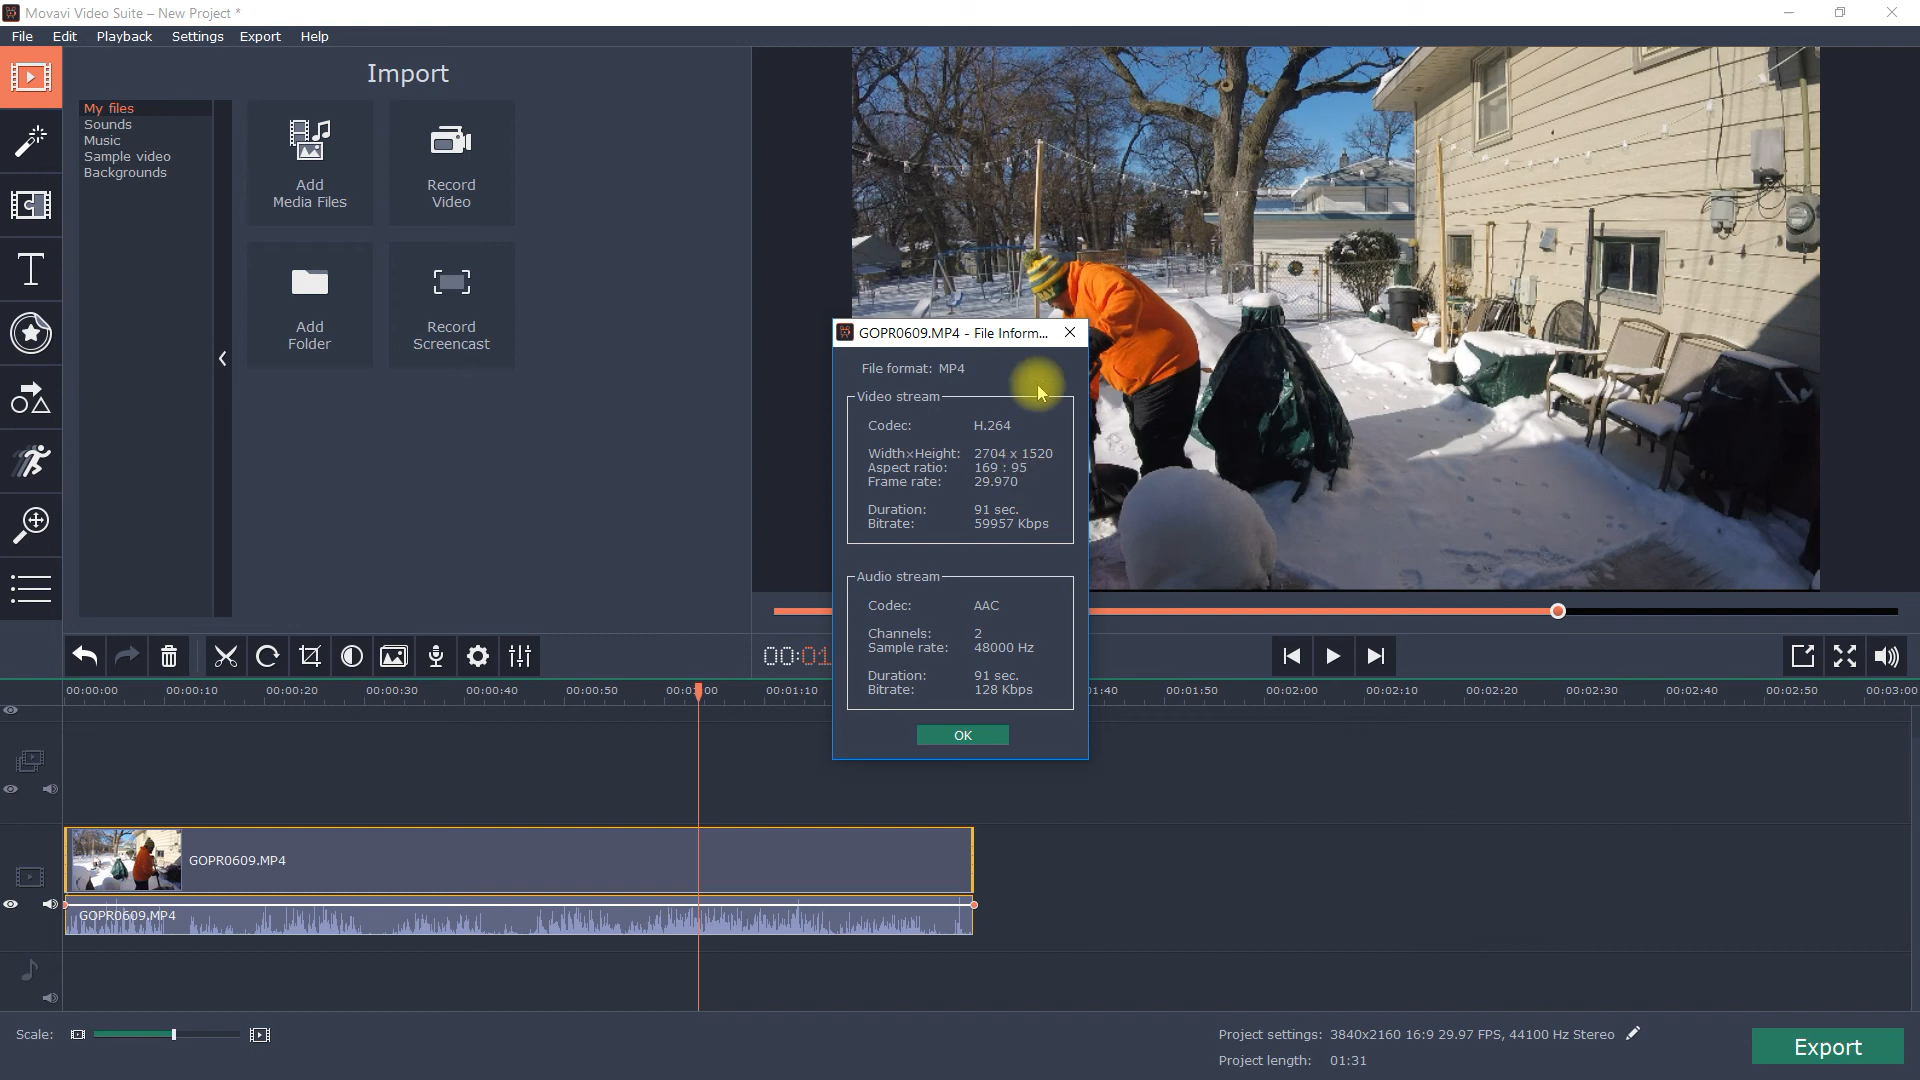 Movavi Video Suite – New Project *
File Edit Playback Settings Export Help
Import
My files
Sounds
Music
Sample video
Backgrounds
Add
Media Files
Record
Video
Add
Folder
Record
Screencast
GOPR0609.MP4 - File Inform...
File format: MP4
Video stream
Codec: H.264
Width×Height: 2704 x 1520
Aspect ratio: 169 : 95
Frame rate: 29.970
Duration: 91 sec.
Bitrate: 59957 Kbps
Audio stream
Codec: AAC
Channels: 2
Sample rate: 48000 Hz
Duration: 91 sec.
Bitrate: 128 Kbps
OK
00:01
00:00:00 00:00:10 00:00:20 00:00:30 00:00:40 00:00:50 00:01:00 00:01:10 01:40 00:01:50 00:02:00 00:02:10 00:02:20 00:02:30 00:02:40 00:02:50 00:03:00
GOPR0609.MP4
GOPR0609.MP4
Scale:
Project settings: 3840x2160 16:9 29.97 FPS, 44100 Hz Stereo
Project length: 01:31
Export